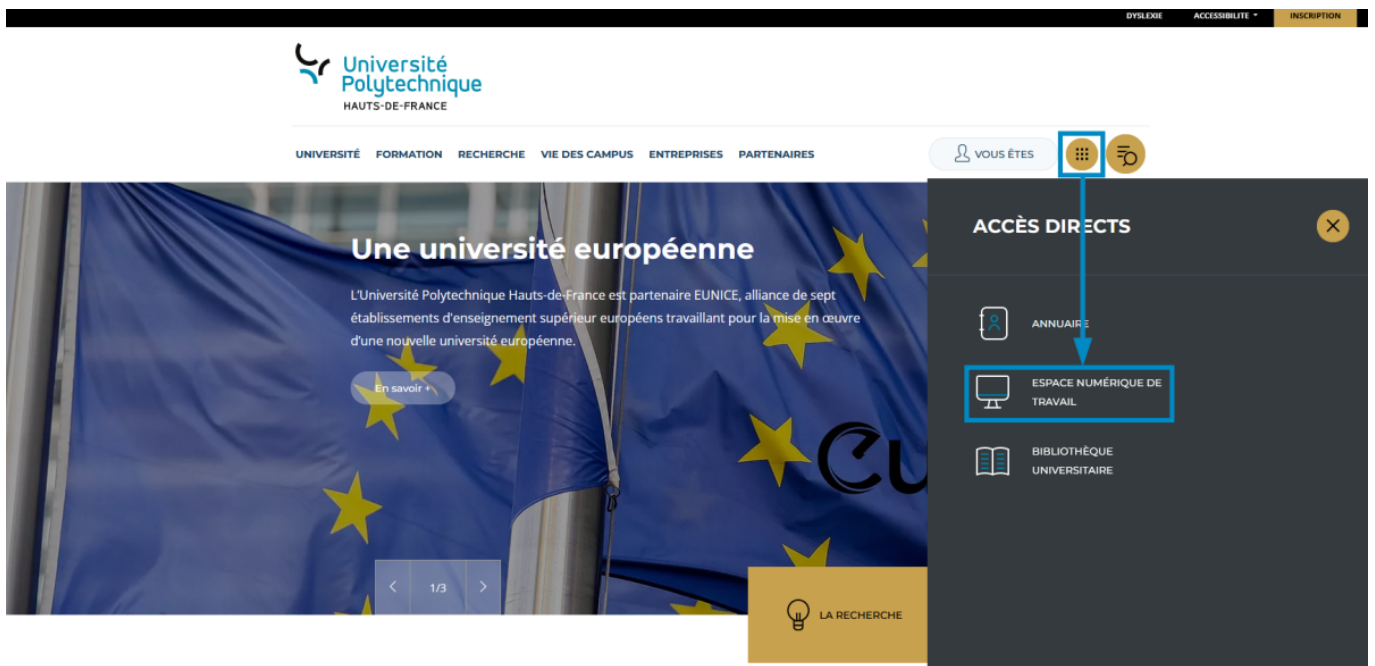 DYSLEXIE ACCESSIBILITE INSCRIPTION
Université
Polytechnique
HAUTS-DE-FRANCE
UNIVERSITÉ FORMATION RECHERCHE VIE DES CAMPUS ENTREPRISES PARTENAIRES
VOUS ÊTES
Une université européenne
L'Université Polytechnique Hauts-de-France est partenaire EUNICE, alliance de sept
établissements d'enseignement supérieur européens travaillant pour la mise en œuvre
d'une nouvelle université européenne.
En savoir +
eu
1/3
LA RECHERCHE
ACCÈS DIRECTS
ANNUAIRE
ESPACE NUMÉRIQUE DE
TRAVAIL
BIBLIOTHÈQUE
UNIVERSITAIRE